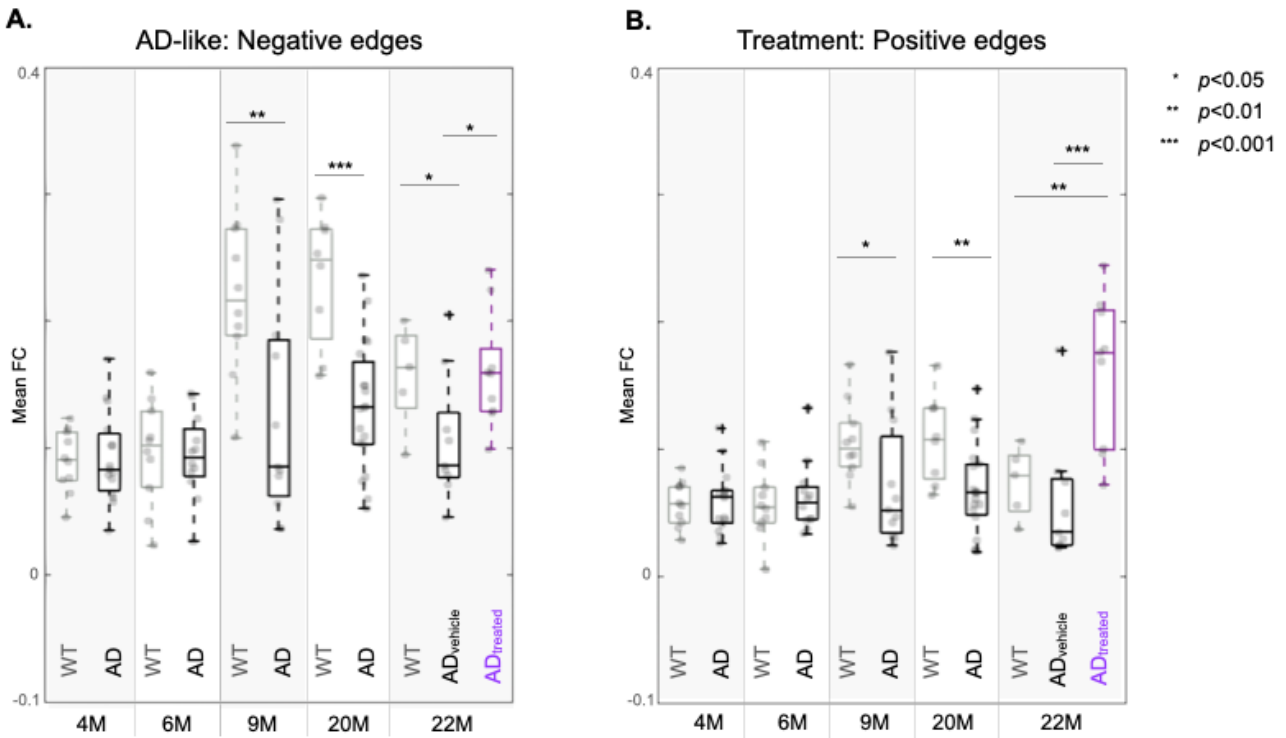 A.
AD-like: Negative edges
0.4
**
*
***
*
Mean FC
0
-0.1
WT
AD
WT
AD
WT
AD
WT
AD
WT
ADvehicle
ADtreated
4M
6M
9M
20M
22M
B.
Treatment: Positive edges
0.4
***
**
*
**
Mean FC
0
-0.1
WT
AD
WT
AD
WT
AD
WT
AD
WT
ADvehicle
ADtreated
4M
6M
9M
20M
22M
* p<0.05
** p<0.01
*** p<0.001